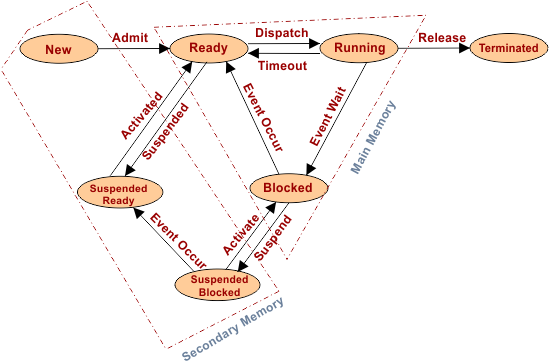 New
Admit
Ready
Dispatch
Timeout
Running
Release
Terminated
Activated
Suspended
Event Occur
Event Wait
Main Memory
Suspended
Ready
Blocked
Event Occur
Activate
Suspend
Suspended
Blocked
Secondary Memory